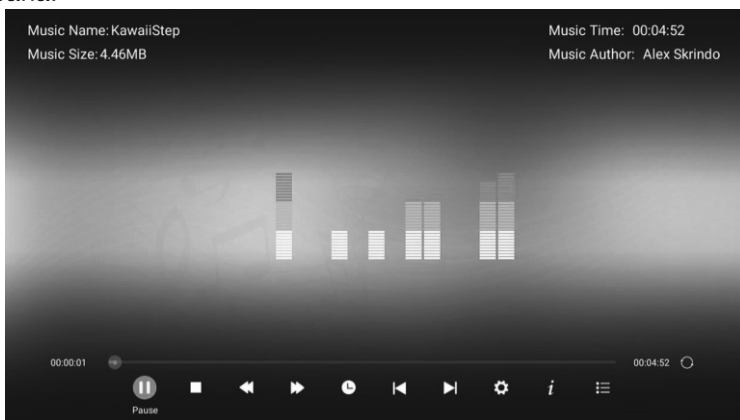 Music Name:KawaiiStep
Music Time: 00:04:52
Music Size:4.46MB
Music Author: Alex Skrindo
00:00:01
00:04:52
Pause